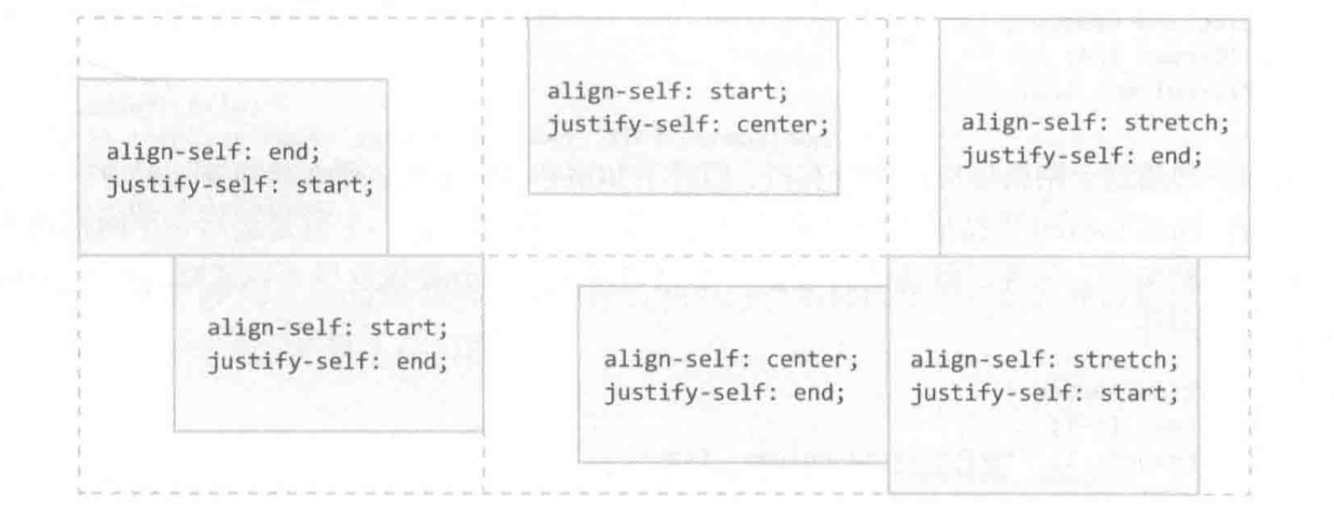 align-self: end;
justify-self: start;
align-self: start;
justify-self: center;
align-self: stretch;
justify-self: end;
align-self: start;
justify-self: end;
align-self: center;
justify-self: end;
align-self: stretch;
justify-self: start;